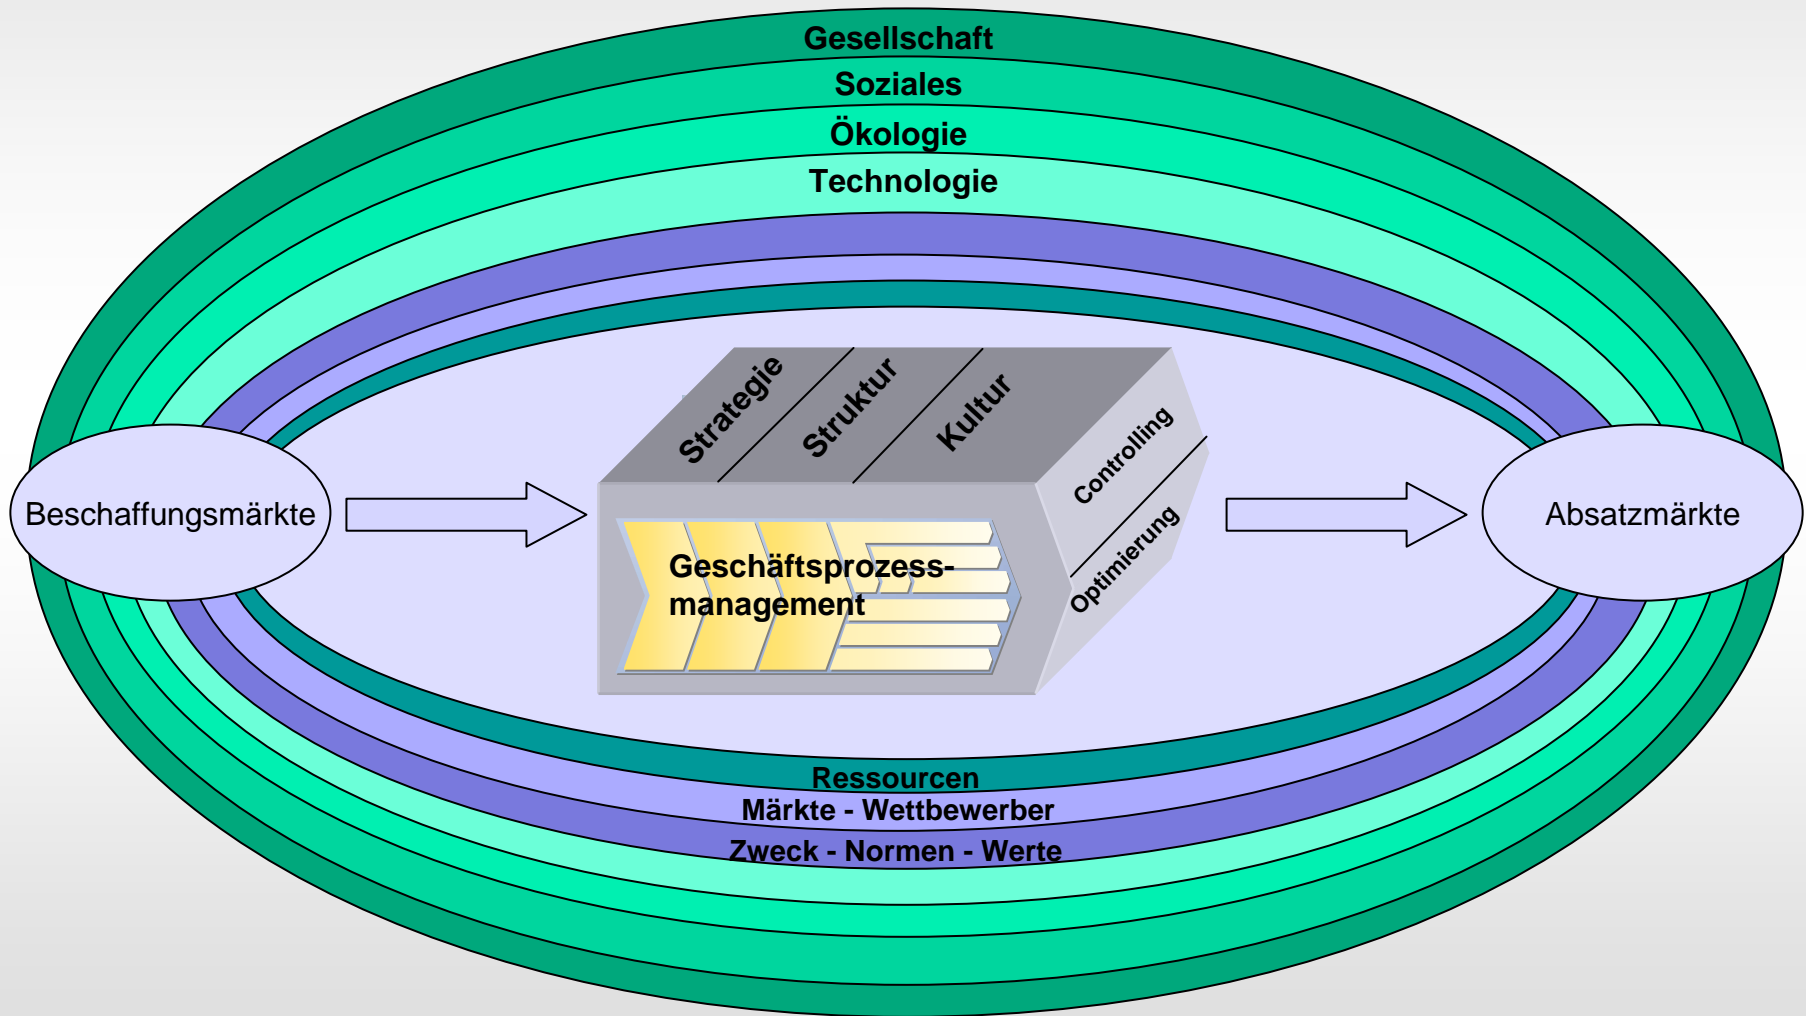 Gesellschaft
Soziales
Ökologie
Technologie
Strategie
Struktur
Kultur
Controlling
Optimierung
Beschaffungsmärkte
Geschäftsprozess-
management
Absatzmärkte
Ressourcen
Märkte - Wettbewerber
Zweck - Normen - Werte